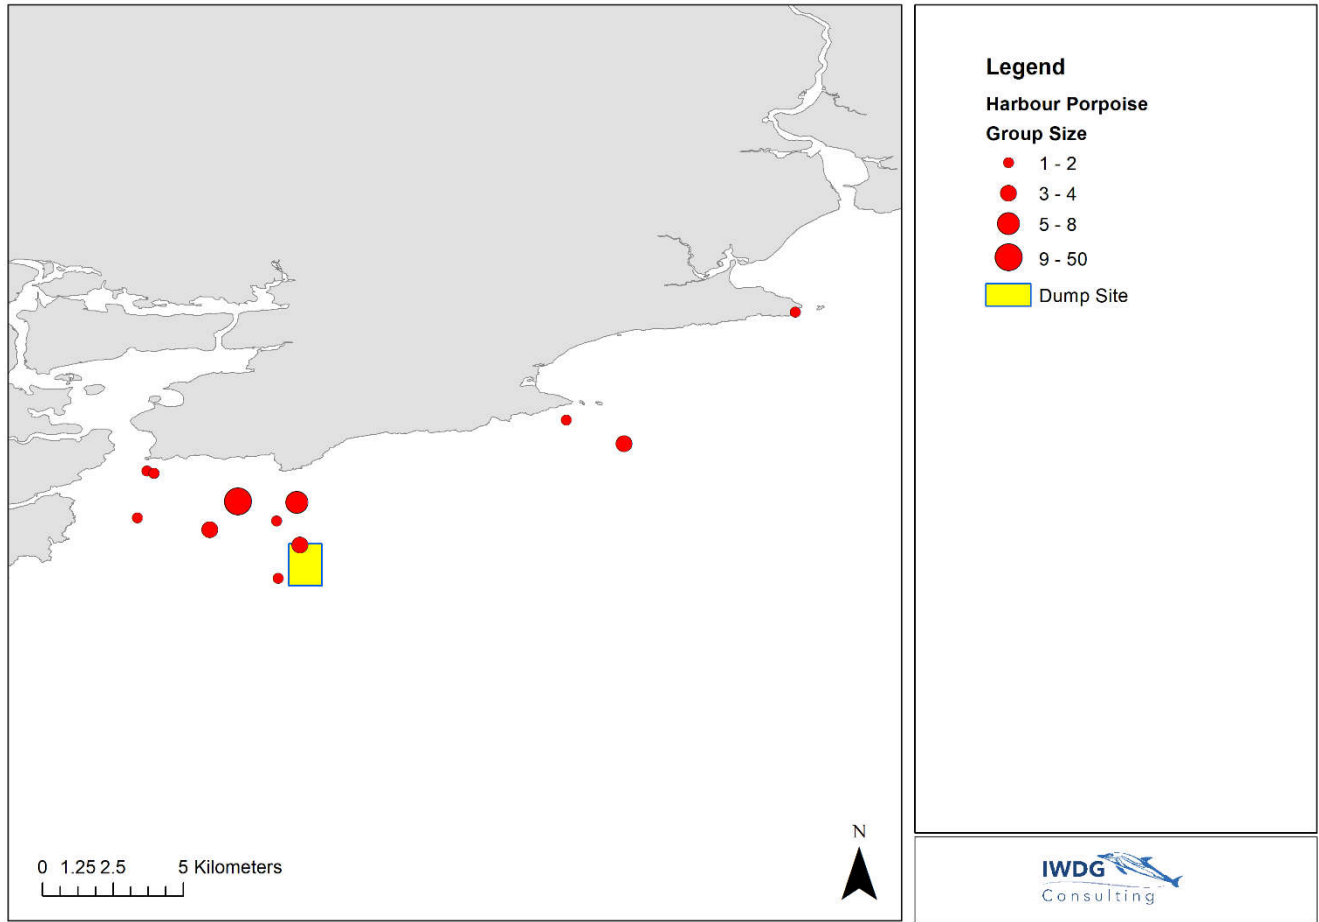 Legend
Harbour Porpoise
Group Size
1 - 2
3 - 4
5 - 8
9 - 50
Dump Site
N
0 1.25 2.5 5 Kilometers
IWDG
Consulting